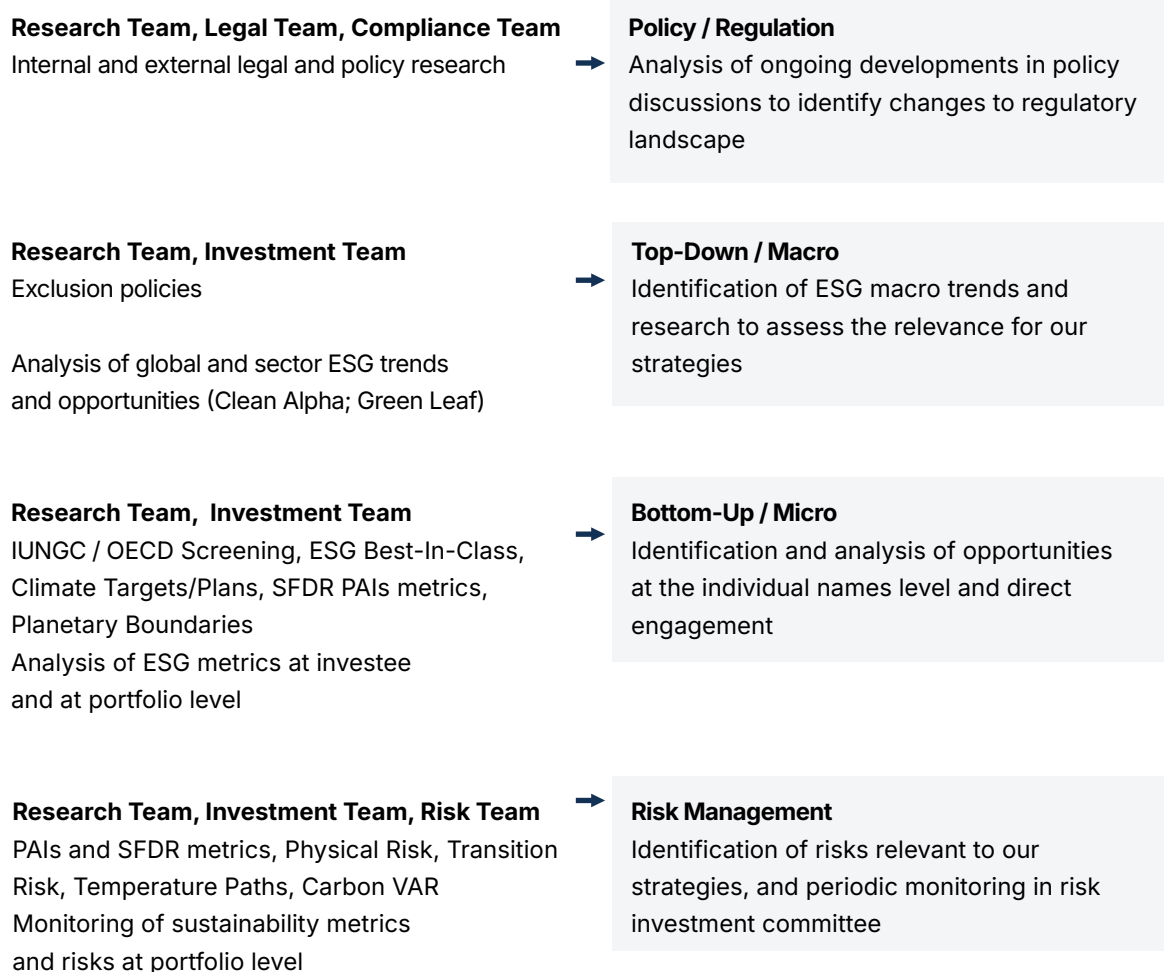 Research Team, Legal Team, Compliance Team
Internal and external legal and policy research
Policy / Regulation
Analysis of ongoing developments in policy
discussions to identify changes to regulatory
landscape
Research Team, Investment Team
Exclusion policies
Analysis of global and sector ESG trends
and opportunities (Clean Alpha; Green Leaf)
Top-Down / Macro
Identification of ESG macro trends and
research to assess the relevance for our
strategies
Research Team, Investment Team
IUNGC / OECD Screening, ESG Best-In-Class,
Climate Targets/Plans, SFDR PAIs metrics,
Planetary Boundaries
Analysis of ESG metrics at investee
and at portfolio level
Bottom-Up / Micro
Identification and analysis of opportunities
at the individual names level and direct
engagement
Research Team, Investment Team, Risk Team
PAIs and SFDR metrics, Physical Risk, Transition
Risk, Temperature Paths, Carbon VAR
Monitoring of sustainability metrics
and risks at portfolio level
Risk Management
Identification of risks relevant to our
strategies, and periodic monitoring in risk
investment committee